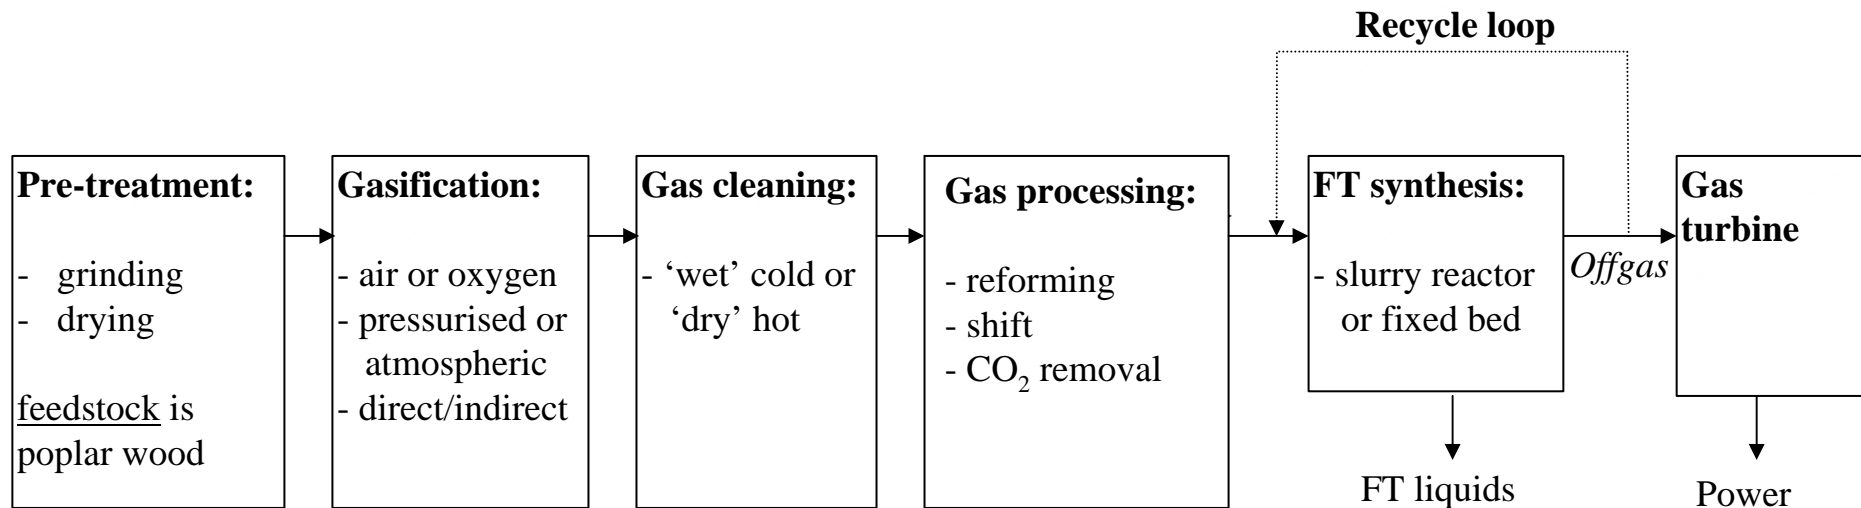 Recycle loop
Pre-treatment:
- grinding
- drying
feedstock is
poplar wood
Gasification:
- air or oxygen
- pressurised or
atmospheric
- direct/indirect
Gas cleaning:
- ‘wet’ cold or
‘dry’ hot
Gas processing:
- reforming
- shift
- CO₂ removal
FT synthesis:
- slurry reactor
or fixed bed
Offgas
Gas
turbine
FT liquids
Power